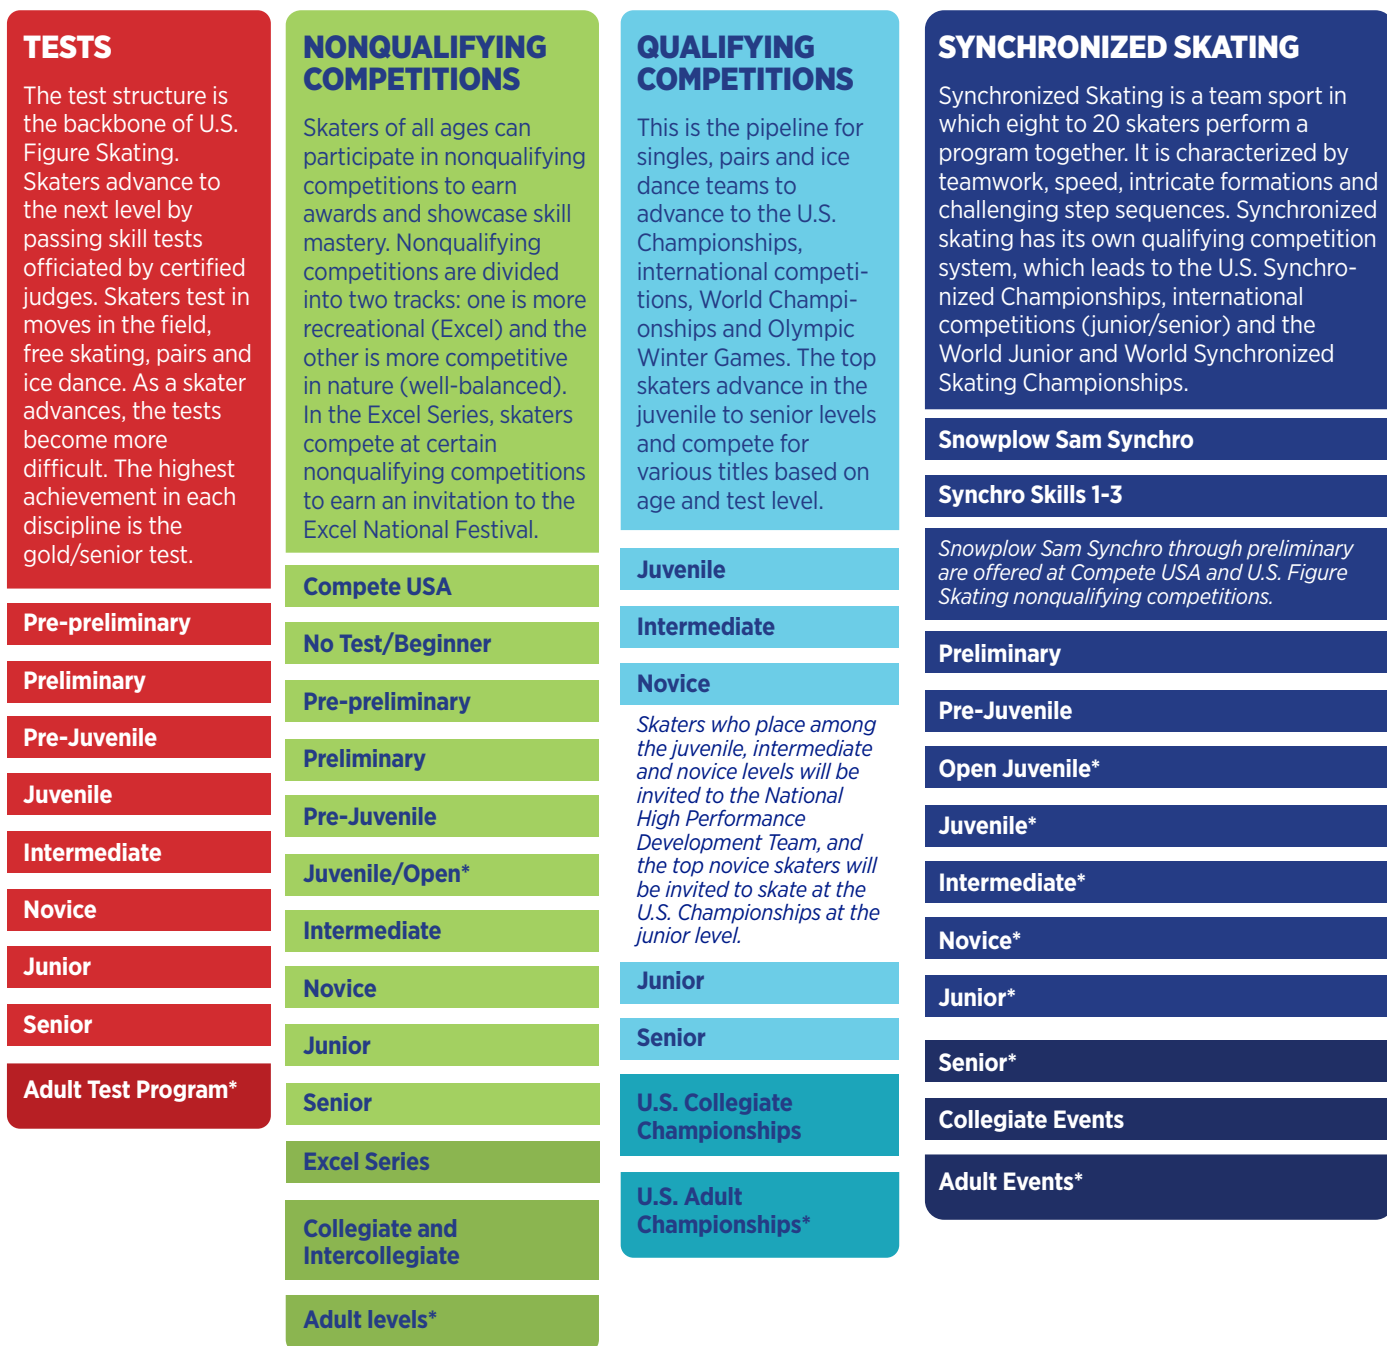 TESTS
The test structure is
the backbone of U.S.
Figure Skating.
Skaters advance to
the next level by
passing skill tests
officiated by certified
judges. Skaters test in
moves in the field,
free skating, pairs and
ice dance. As a skater
advances, the tests
become more
difficult. The highest
achievement in each
discipline is the
gold/senior test.
Pre-preliminary
Preliminary
Pre-Juvenile
Juvenile
Intermediate
Novice
Junior
Senior
Adult Test Program*
NONQUALIFYING
COMPETITIONS
Skaters of all ages can
participate in nonqualifying
competitions to earn
awards and showcase skill
mastery. Nonqualifying
competitions are divided
into two tracks: one is more
recreational (Excel) and the
other is more competitive
in nature (well-balanced).
In the Excel Series, skaters
compete at certain
nonqualifying competitions
to earn an invitation to the
Excel National Festival.
Compete USA
No Test/Beginner
Pre-preliminary
Preliminary
Pre-Juvenile
Juvenile/Open*
Intermediate
Novice
Junior
Senior
Excel Series
Collegiate and
Intercollegiate
Adult levels*
QUALIFYING
COMPETITIONS
This is the pipeline for
singles, pairs and ice
dance teams to
advance to the U.S.
Championships,
international competi-
tions, World Champi-
onships and Olympic
Winter Games. The top
skaters advance in the
juvenile to senior levels
and compete for
various titles based on
age and test level.
Juvenile
Intermediate
Novice
Skaters who place among
the juvenile, intermediate
and novice levels will be
invited to the National
High Performance
Development Team, and
the top novice skaters will
be invited to skate at the
U.S. Championships at the
junior level.
Junior
Senior
U.S. Collegiate
Championships
U.S. Adult
Championships*
SYNCHRONIZED SKATING
Synchronized Skating is a team sport in
which eight to 20 skaters perform a
program together. It is characterized by
teamwork, speed, intricate formations and
challenging step sequences. Synchronized
skating has its own qualifying competition
system, which leads to the U.S. Synchro-
nized Championships, international
competitions (junior/senior) and the
World Junior and World Synchronized
Skating Championships.
Snowplow Sam Synchro
Synchro Skills 1-3
Snowplow Sam Synchro through preliminary
are offered at Compete USA and U.S. Figure
Skating nonqualifying competitions.
Preliminary
Pre-Juvenile
Open Juvenile*
Juvenile*
Intermediate*
Novice*
Junior*
Senior*
Collegiate Events
Adult Events*